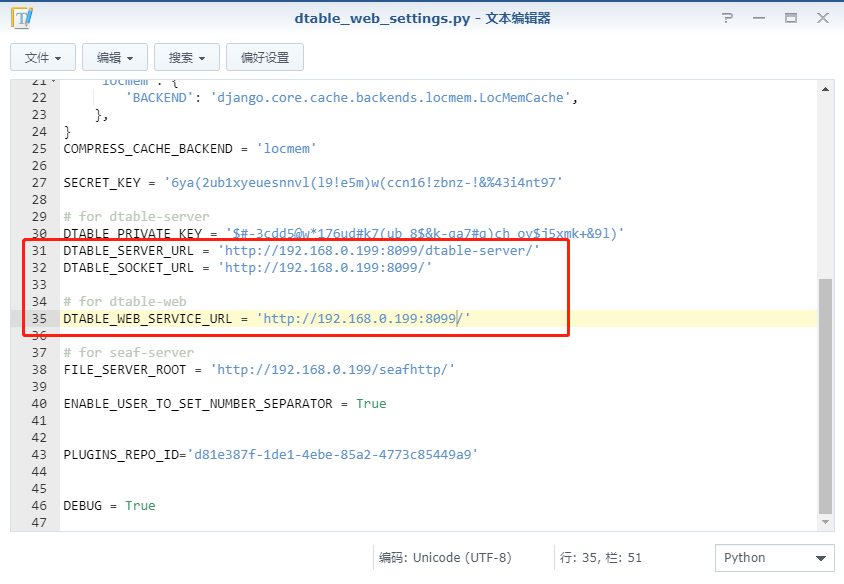 dtable_web_settings.py - 文本编辑器
文件 编辑 搜索 偏好设置
21 'locmem': {
22 'BACKEND': 'django.core.cache.backends.locmem.LocMemCache',
23 },
24 }
25 COMPRESS_CACHE_BACKEND = 'locmem'
26
27 SECRET_KEY = '6ya(2ub1xyeuesnnvl(l9!e5m)w(ccn16!zbnz-!&%43i4nt97'
28
29 # for dtable-server
30 DTABLE_PRIVATE_KEY = '$#-3cdd5@w*176ud#k7(ub_8$&k-ga7#q)ch_ov$j5xmk+&9l)'
31 DTABLE_SERVER_URL = 'http://192.168.0.199:8099/dtable-server/'
32 DTABLE_SOCKET_URL = 'http://192.168.0.199:8099/'
33
34 # for dtable-web
35 DTABLE_WEB_SERVICE_URL = 'http://192.168.0.199:8099/'
36
37 # for seaf-server
38 FILE_SERVER_ROOT = 'http://192.168.0.199/seafhttp/'
39
40 ENABLE_USER_TO_SET_NUMBER_SEPARATOR = True
41
42
43 PLUGINS_REPO_ID='d81e387f-1de1-4ebe-85a2-4773c85449a9'
44
45
46 DEBUG = True
47
编码: Unicode (UTF-8) 行: 35, 栏: 51 Python